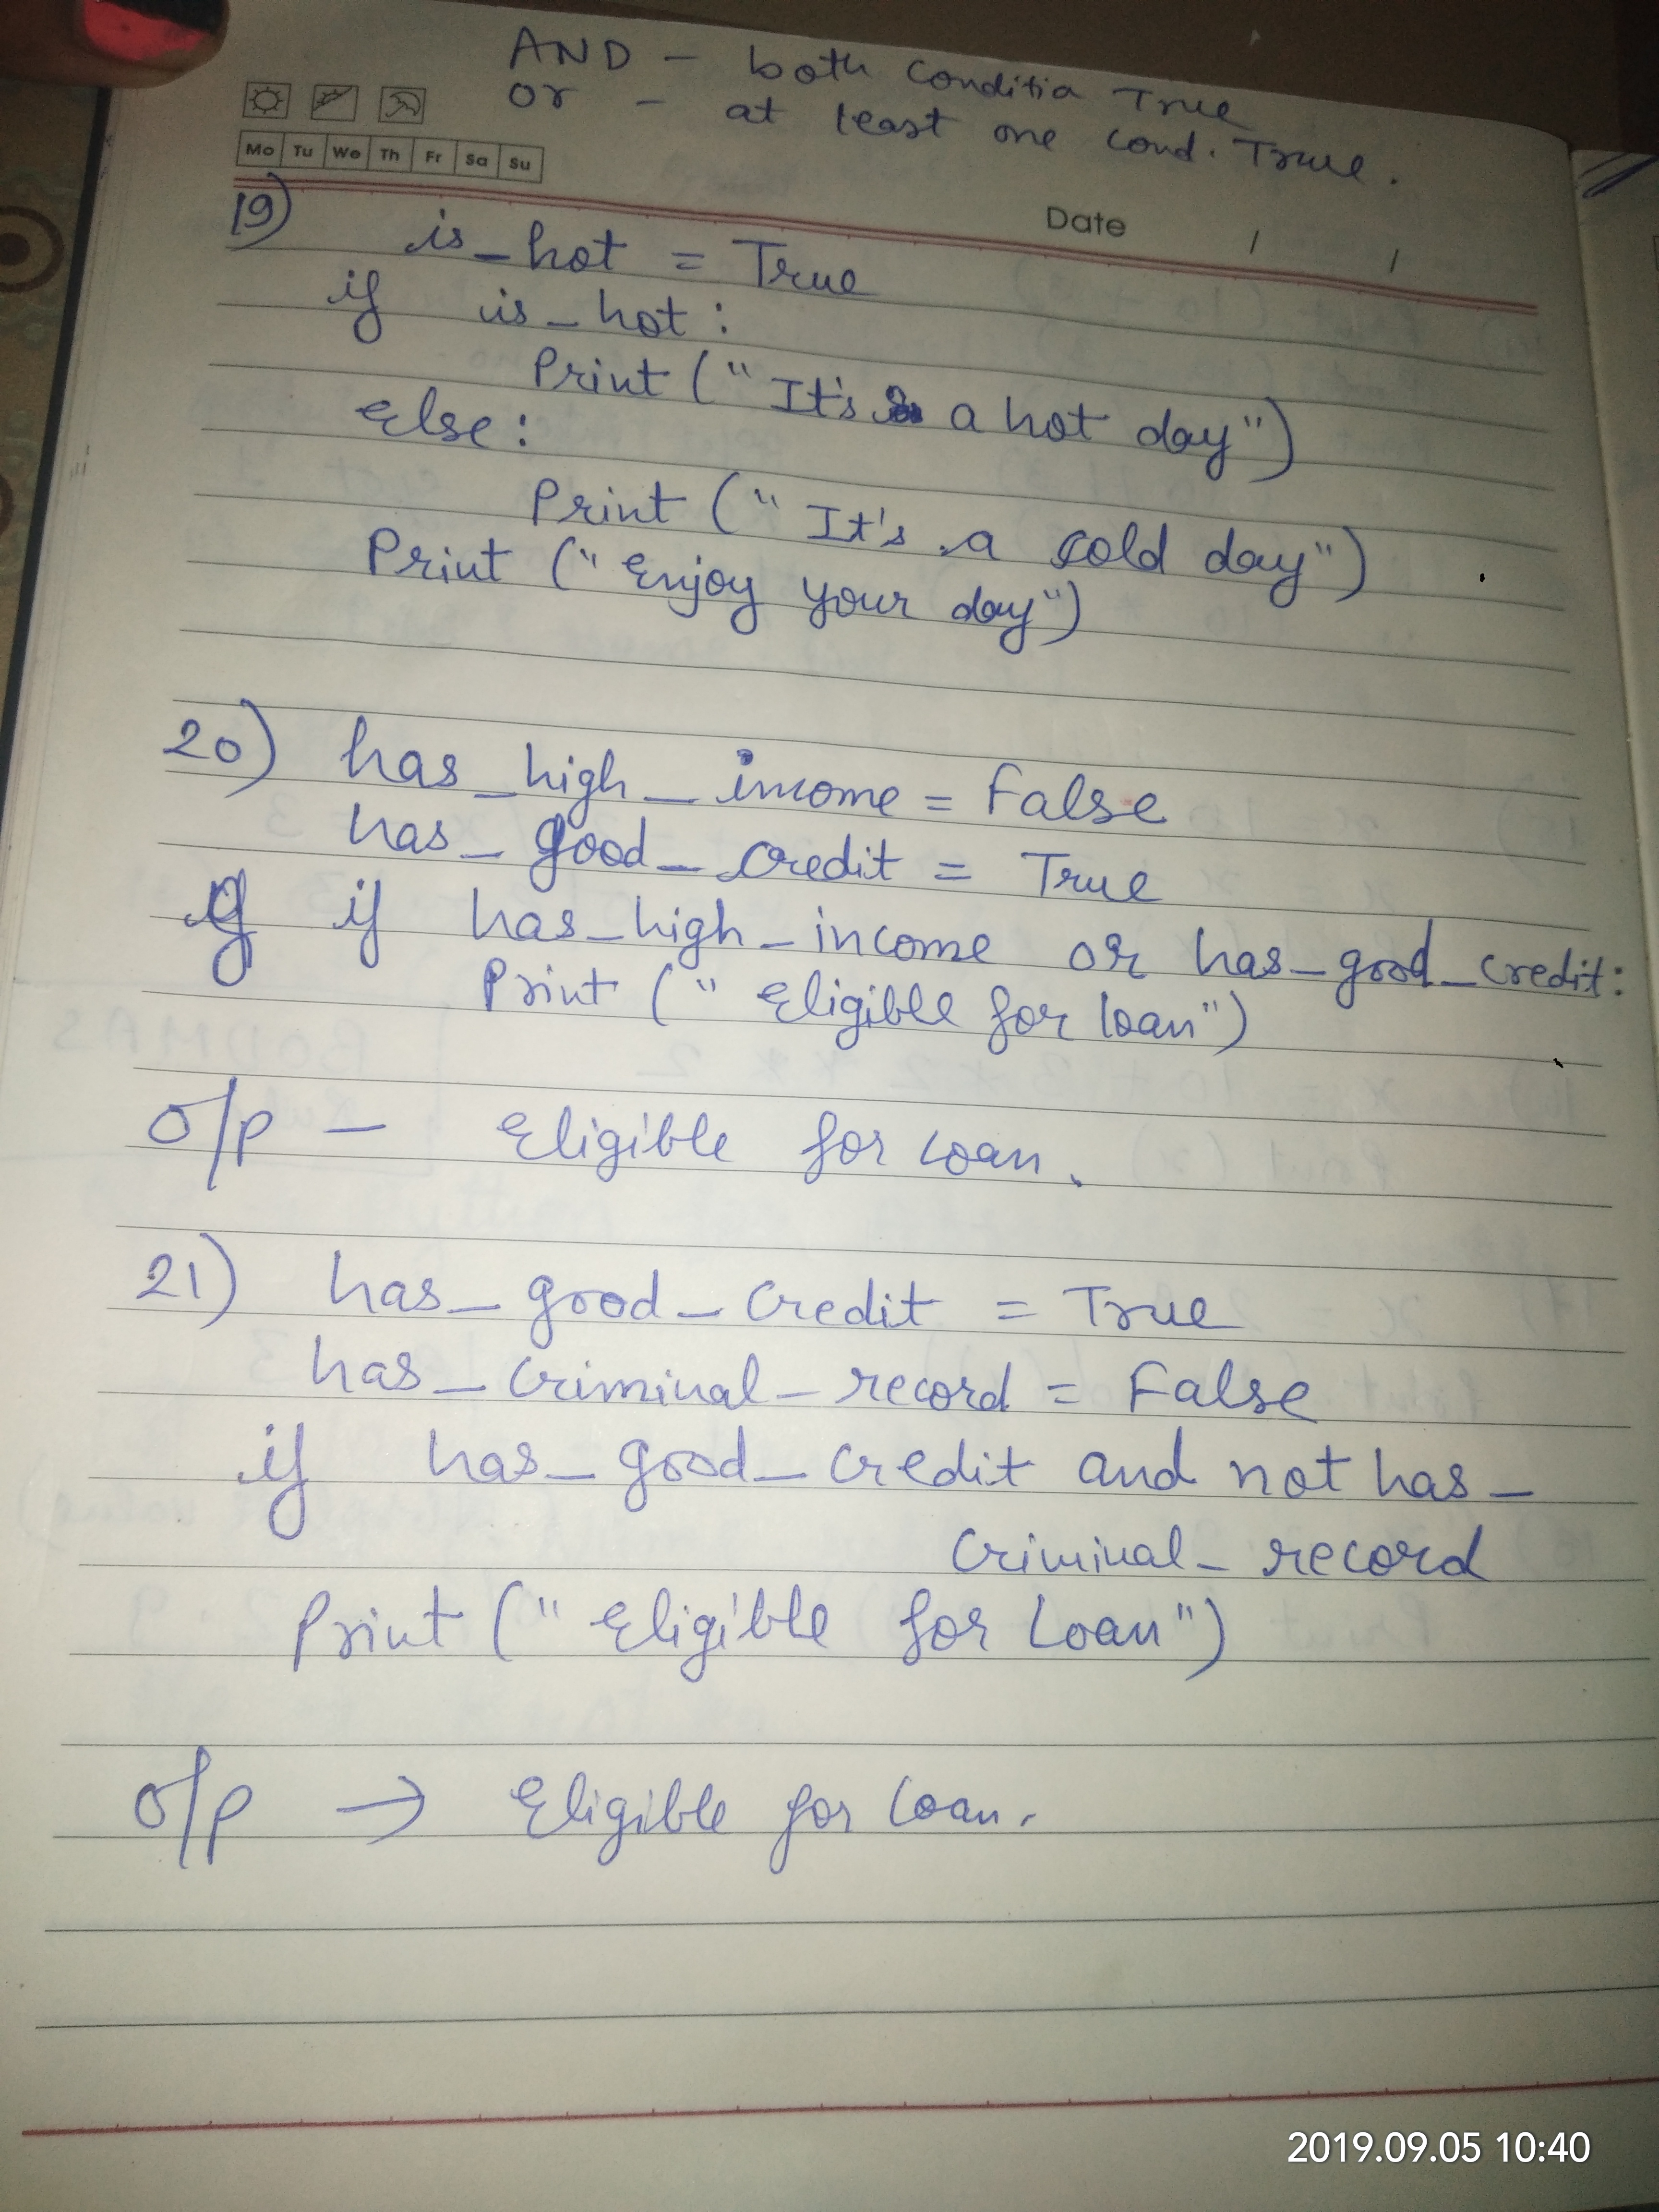 AND - both Conditia True
or - at least one cond. True.
Mo Tu We Th Fr Sa Su
Date / /
19) is_hot = True
if is_hot:
Print ("It's a hot day")
Else:
Print ("It's a cold day")
Print ("Enjoy your day")
20) has_high_income = False
has_good_credit = True
if has_high_income or has_good_credit:
Print ("Eligible for loan")
O/p - Eligible for Loan.
21) has_good_credit = True
has_criminal_record = False
if has_good_credit and not has_
criminal_record
Print ("Eligible for Loan")
O/p → Eligible for Loan.
2019.09.05 10:40